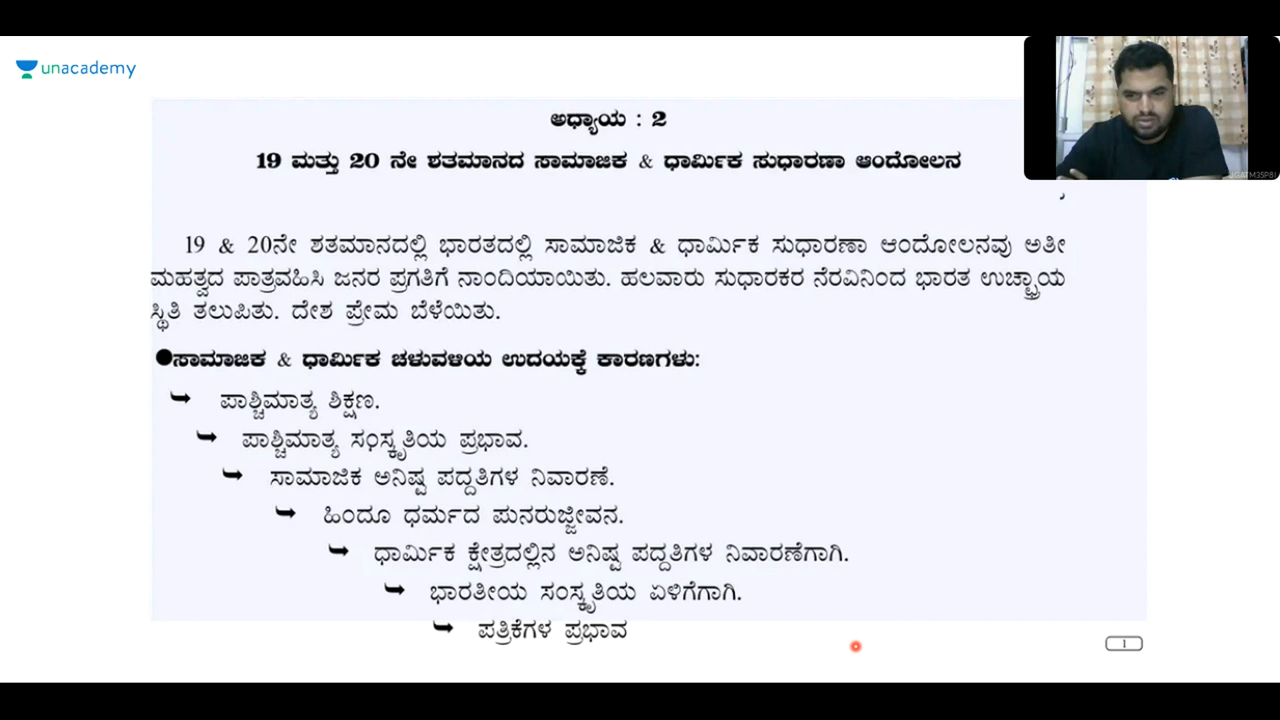 unacademy
ಅಧ್ಯಾಯ : 2
19 ಮತ್ತು 20 ನೇ ಶತಮಾನದ ಸಾಮಾಜಿಕ & ಧಾರ್ಮಿಕ ಸುಧಾರಣಾ ಆಂದೋಲನ
19 & 20ನೇ ಶತಮಾನದಲ್ಲಿ ಭಾರತದಲ್ಲಿ ಸಾಮಾಜಿಕ & ಧಾರ್ಮಿಕ ಸುಧಾರಣಾ ಆಂದೋಲನವು ಅತೀ
ಮಹತ್ವದ ಪಾತ್ರವಹಿಸಿ ಜನರ ಪ್ರಗತಿಗೆ ನಾಂದಿಯಾಯಿತು. ಹಲವಾರು ಸುಧಾರಕರ ನೆರವಿನಿಂದ ಭಾರತ ಉಚ್ಛ್ರಾಯ
ಸ್ಥಿತಿ ತಲುಪಿತು. ದೇಶ ಪ್ರೇಮ ಬೆಳೆಯಿತು.
●ಸಾಮಾಜಿಕ & ಧಾರ್ಮಿಕ ಚಳುವಳಿಯ ಉದಯಕ್ಕೆ ಕಾರಣಗಳು:
➥ ಪಾಶ್ಚಿಮಾತ್ಯ ಶಿಕ್ಷಣ.
➥ ಪಾಶ್ಚಿಮಾತ್ಯ ಸಂಸ್ಕೃತಿಯ ಪ್ರಭಾವ.
➥ ಸಾಮಾಜಿಕ ಅನಿಷ್ಟ ಪದ್ದತಿಗಳ ನಿವಾರಣೆ.
➥ ಹಿಂದೂ ಧರ್ಮದ ಪುನರುಜ್ಜೀವನ.
➥ ಧಾರ್ಮಿಕ ಕ್ಷೇತ್ರದಲ್ಲಿನ ಅನಿಷ್ಟ ಪದ್ದತಿಗಳ ನಿವಾರಣೆಗಾಗಿ.
➥ ಭಾರತೀಯ ಸಂಸ್ಕೃತಿಯ ಏಳಿಗೆಗಾಗಿ.
➥ ಪತ್ರಿಕೆಗಳ ಪ್ರಭಾವ
1